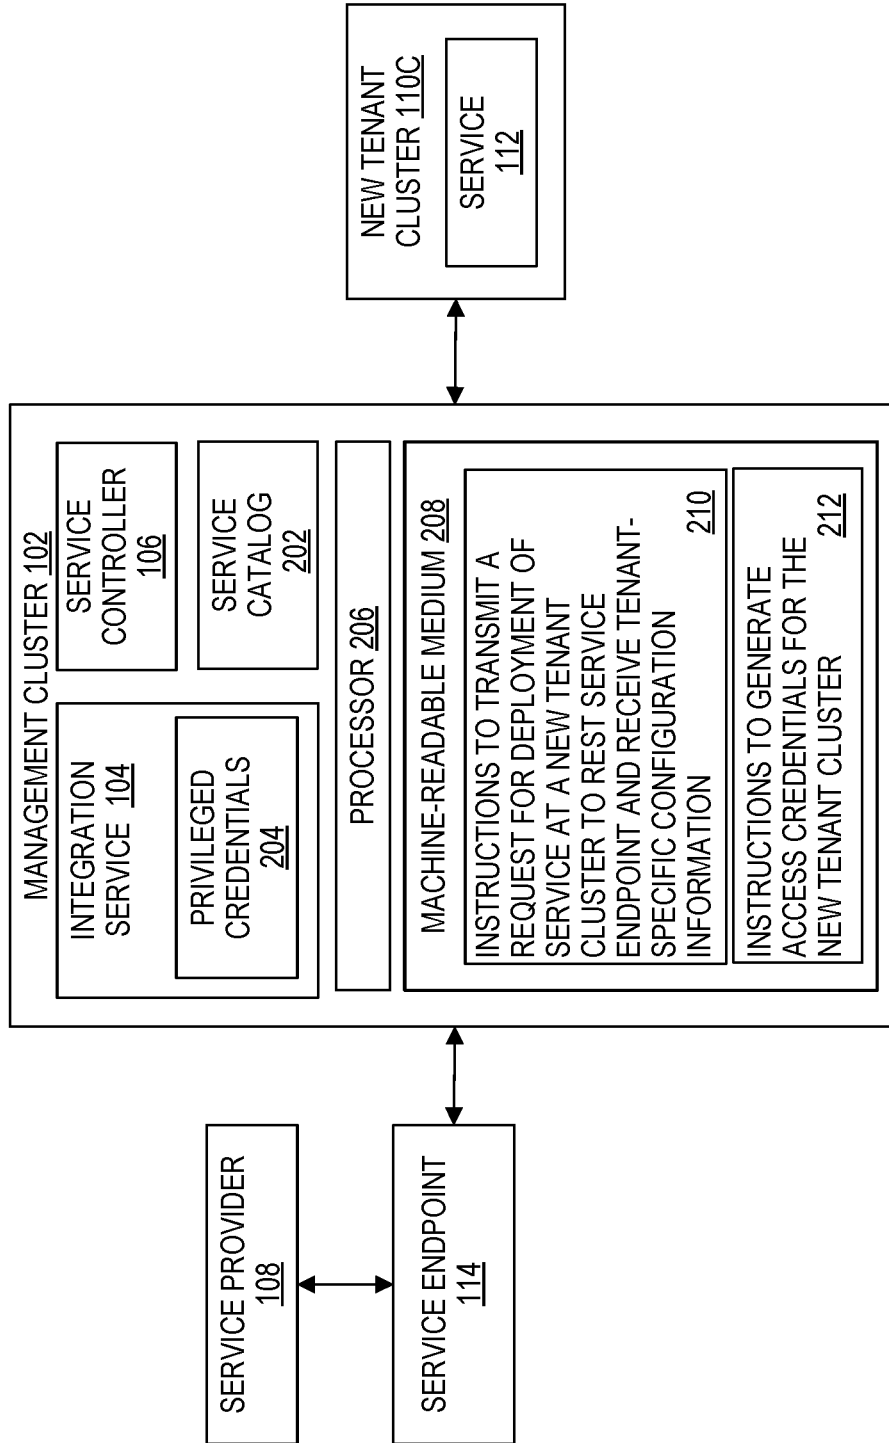 SERVICE PROVIDER
108
SERVICE ENDPOINT
114
MANAGEMENT CLUSTER 102
INTEGRATION
SERVICE 104
PRIVILEGED
CREDENTIALS
204
SERVICE
CONTROLLER
106
SERVICE
CATALOG
202
PROCESSOR 206
MACHINE-READABLE MEDIUM 208
INSTRUCTIONS TO TRANSMIT A
REQUEST FOR DEPLOYMENT OF
SERVICE AT A NEW TENANT
CLUSTER TO REST SERVICE
ENDPOINT AND RECEIVE TENANT-
SPECIFIC CONFIGURATION
INFORMATION 210
INSTRUCTIONS TO GENERATE
ACCESS CREDENTIALS FOR THE
NEW TENANT CLUSTER 212
NEW TENANT
CLUSTER 110C
SERVICE
112